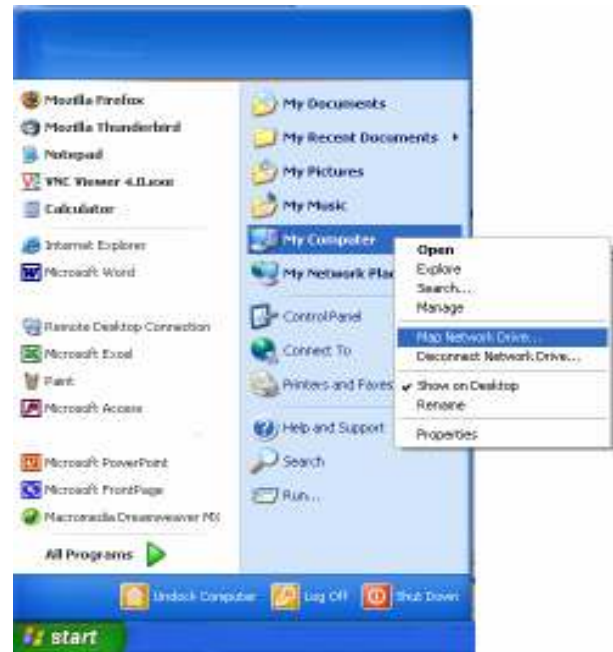 Mozilla Firefox
Mozilla Thunderbird
Notepad
VNC Viewer 4.0.exe
Calculator
Internet Explorer
Microsoft Word
Remote Desktop Connection
Microsoft Excel
Paint
Microsoft Access
Microsoft PowerPoint
Microsoft FrontPage
Macromedia Dreamweaver MX
All Programs
My Documents
My Recent Documents
My Pictures
My Music
My Computer
My Network Plac
Control Panel
Connect To
Printers and Faxes
Help and Support
Search
Run...
Open
Explore
Search...
Manage
Map Network Drive...
Disconnect Network Drive...
Show on Desktop
Rename
Properties
Undock Computer
Log Off
Shut Down
start